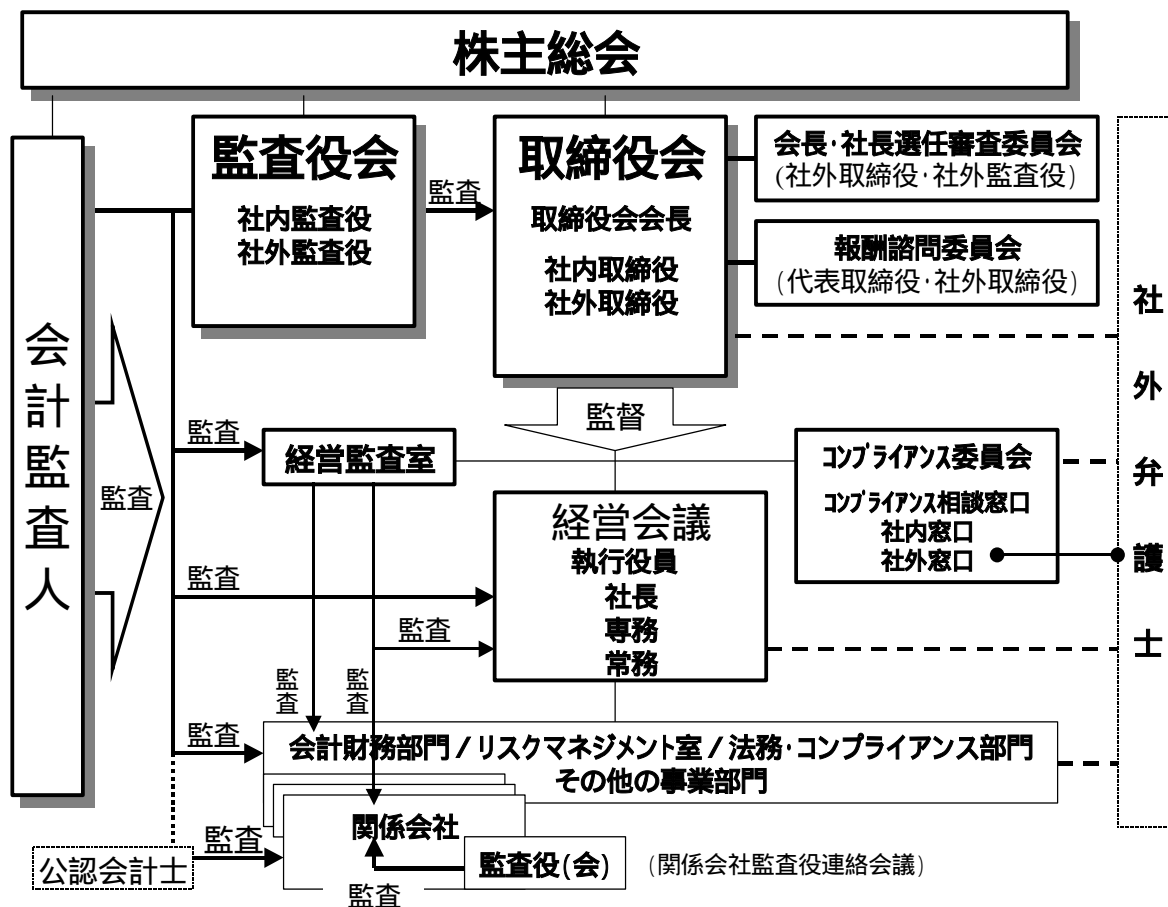 株主総会
監査役会
社内監査役
社外監査役
監査
取締役会
取締役会会長
社内取締役
社外取締役
会長･社長選任審査委員会
(社外取締役･社外監査役)
報酬諮問委員会
(代表取締役･社外取締役)
会計監査人
監査
社外弁護士
監督
監査
経営監査室
コンプライアンス委員会
コンプライアンス相談窓口
社内窓口
社外窓口
経営会議
執行役員
社長
専務
常務
監査
監査
監査
監査
監査
会計財務部門 / リスクマネジメント室 / 法務･コンプライアンス部門
その他の事業部門
関係会社
監査
公認会計士
監査役(会)
(関係会社監査役連絡会議)
監査